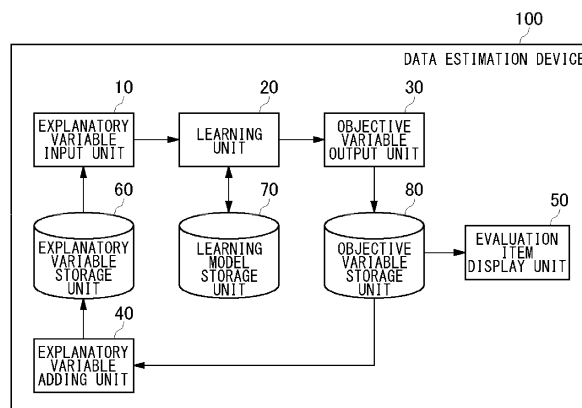 100
DATA ESTIMATION DEVICE
10
EXPLANATORY
VARIABLE
INPUT UNIT
20
LEARNING
UNIT
30
OBJECTIVE
VARIABLE
OUTPUT UNIT
60
EXPLANATORY
VARIABLE
STORAGE
UNIT
70
LEARNING
MODEL
STORAGE
UNIT
80
OBJECTIVE
VARIABLE
STORAGE
UNIT
50
EVALUATION
ITEM
DISPLAY UNIT
40
EXPLANATORY
VARIABLE
ADDING UNIT